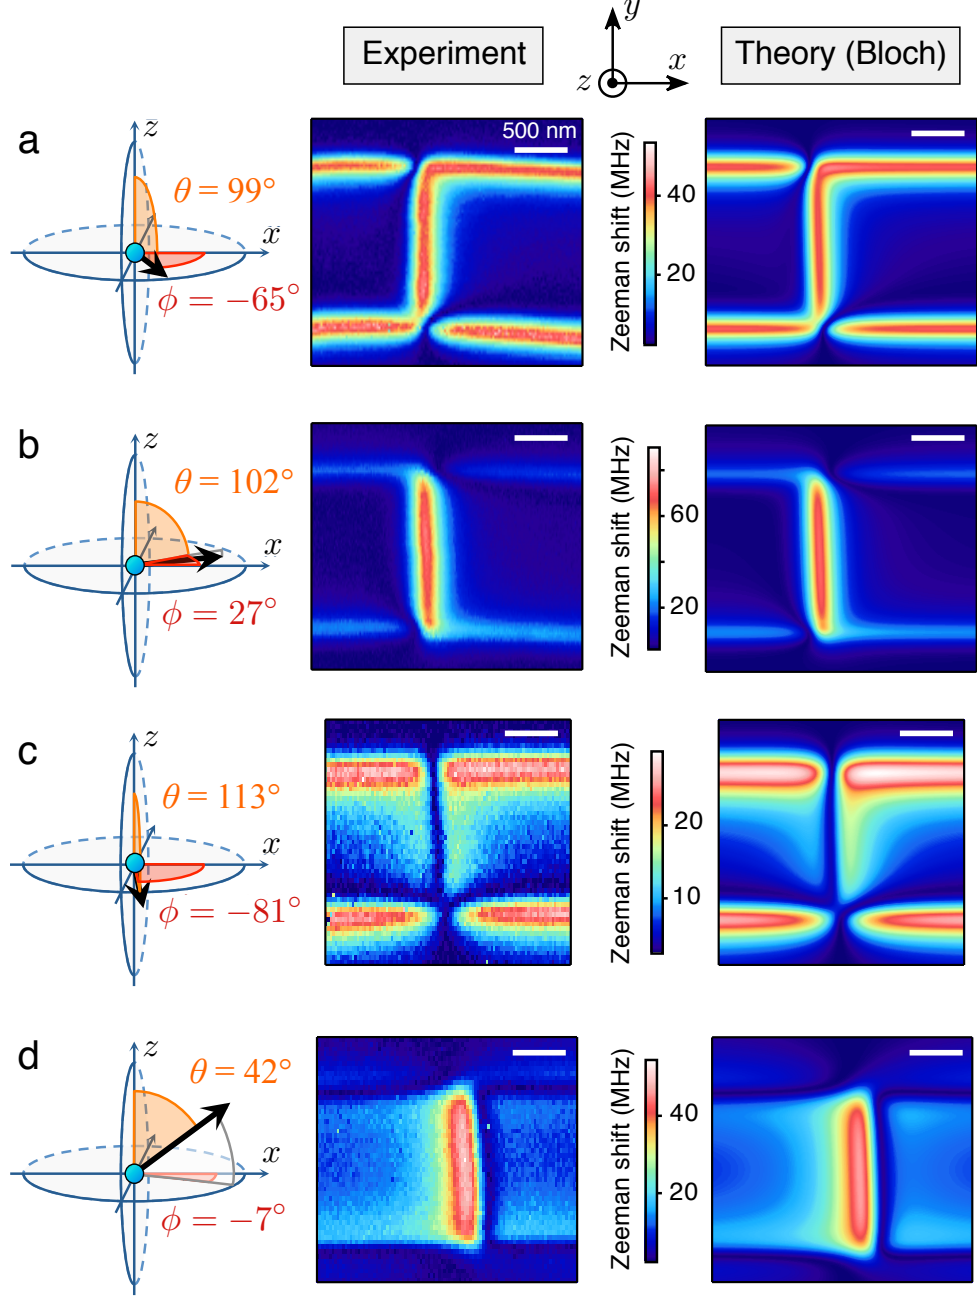 Experiment
y
x
z
Theory (Bloch)
a
z
θ = 99°
x
ϕ = −65°
500 nm
Zeeman shift (MHz)
40
20
b
z
θ = 102°
x
ϕ = 27°
Zeeman shift (MHz)
60
20
c
z
θ = 113°
x
ϕ = −81°
Zeeman shift (MHz)
20
10
d
z
θ = 42°
x
ϕ = −7°
Zeeman shift (MHz)
40
20